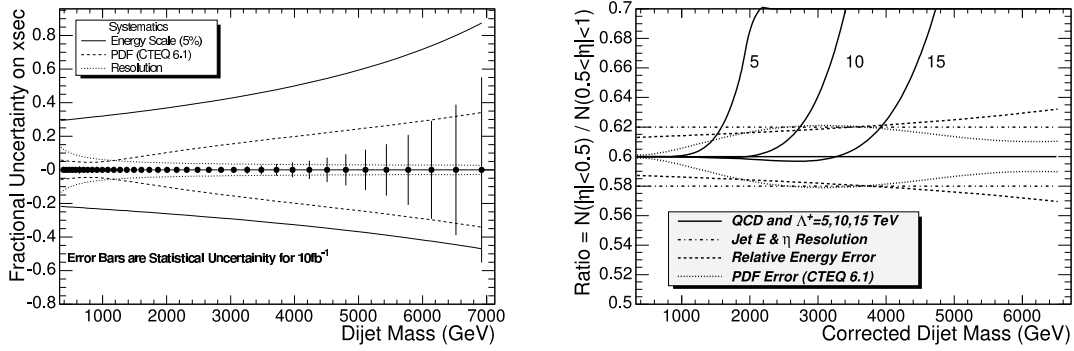 Fractional Uncertainty on xsec
0.8
0.6
0.4
0.2
-0
-0.2
-0.4
-0.6
-0.8
Systematics
Energy Scale (5%)
PDF (CTEQ 6.1)
Resolution
Error Bars are Statistical Uncertainity for 10fb⁻¹
1000 2000 3000 4000 5000 6000 7000
Dijet Mass (GeV)
Ratio = N(|η|<0.5) / N(0.5<|η|<1)
0.7
0.68
0.66
0.64
0.62
0.6
0.58
0.56
0.54
0.52
0.5
5 10 15
QCD and Λ⁺=5,10,15 TeV
Jet E & η Resolution
Relative Energy Error
PDF Error (CTEQ 6.1)
1000 2000 3000 4000 5000 6000
Corrected Dijet Mass (GeV)